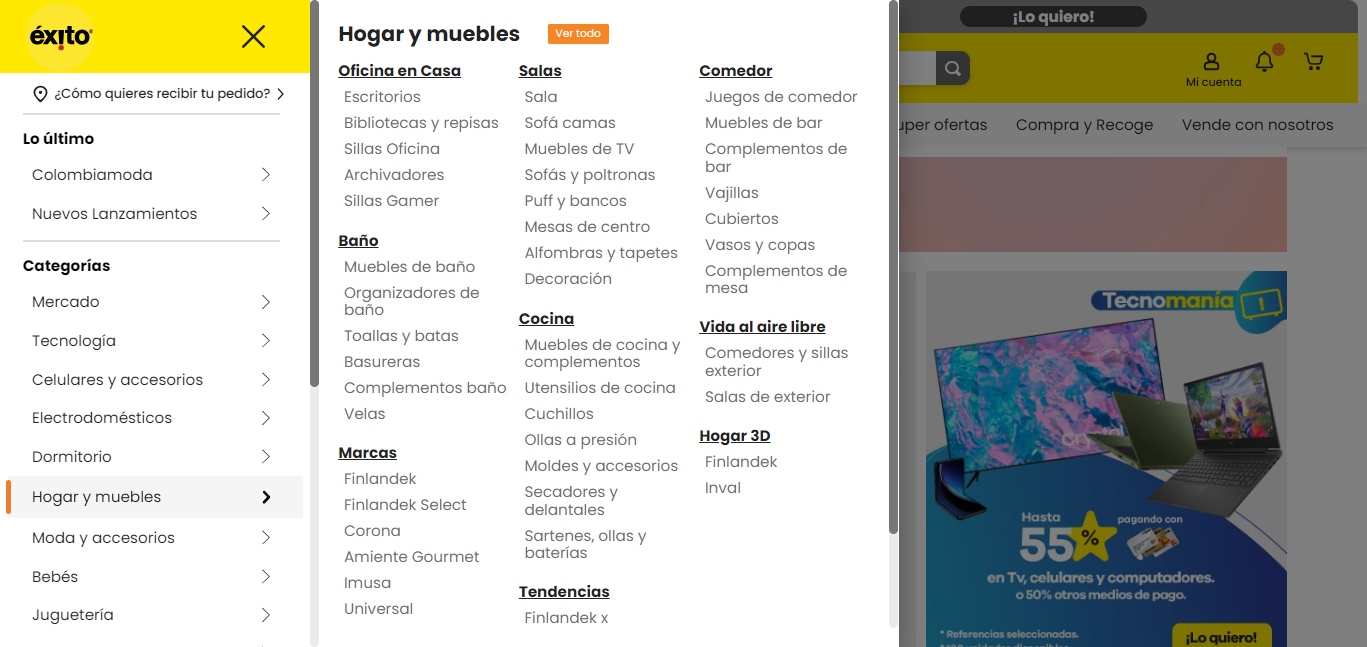 éxito
¿Cómo quieres recibir tu pedido?
Lo último
Colombiamoda
Nuevos Lanzamientos
Categorías
Mercado
Tecnología
Celulares y accesorios
Electrodomésticos
Dormitorio
Hogar y muebles
Moda y accesorios
Bebés
Juguetería
Hogar y muebles
Ver todo
Oficina en Casa
Escritorios
Bibliotecas y repisas
Sillas Oficina
Archivadores
Sillas Gamer
Baño
Muebles de baño
Organizadores de
baño
Toallas y batas
Basureras
Complementos baño
Velas
Marcas
Finlandek
Finlandek Select
Corona
Amiente Gourmet
Imusa
Universal
Salas
Sala
Sofá camas
Muebles de TV
Sofás y poltronas
Puff y bancos
Mesas de centro
Alfombras y tapetes
Decoración
Cocina
Muebles de cocina y
complementos
Utensilios de cocina
Cuchillos
Ollas a presión
Moldes y accesorios
Secadores y
delantales
Sartenes, ollas y
baterías
Tendencias
Finlandek x
Comedor
Juegos de comedor
Muebles de bar
Complementos de
bar
Vajillas
Cubiertos
Vasos y copas
Complementos de
mesa
Vida al aire libre
Comedores y sillas
exterior
Salas de exterior
Hogar 3D
Finlandek
Inval
¡Lo quiero!
Mi cuenta
uper ofertas
Compra y Recoge
Vende con nosotros
Tecnomanía
Hasta
55%
pagando con
en Tv, celulares y computadores.
o 50% otros medios de pago.
* Referencias seleccionadas.
¡Lo quiero!